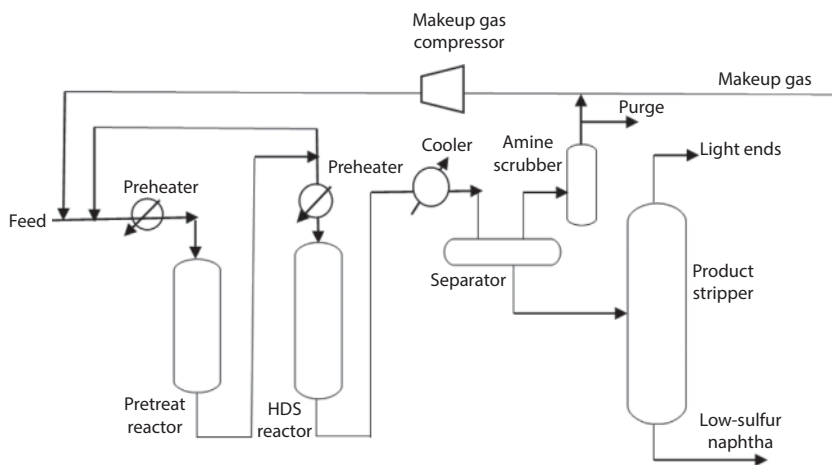 Makeup gas
compressor
Makeup gas
Purge
Amine
scrubber
Cooler
Light ends
Preheater
Preheater
Feed
Separator
Product
stripper
Pretreat
reactor
HDS
reactor
Low-sulfur
naphtha